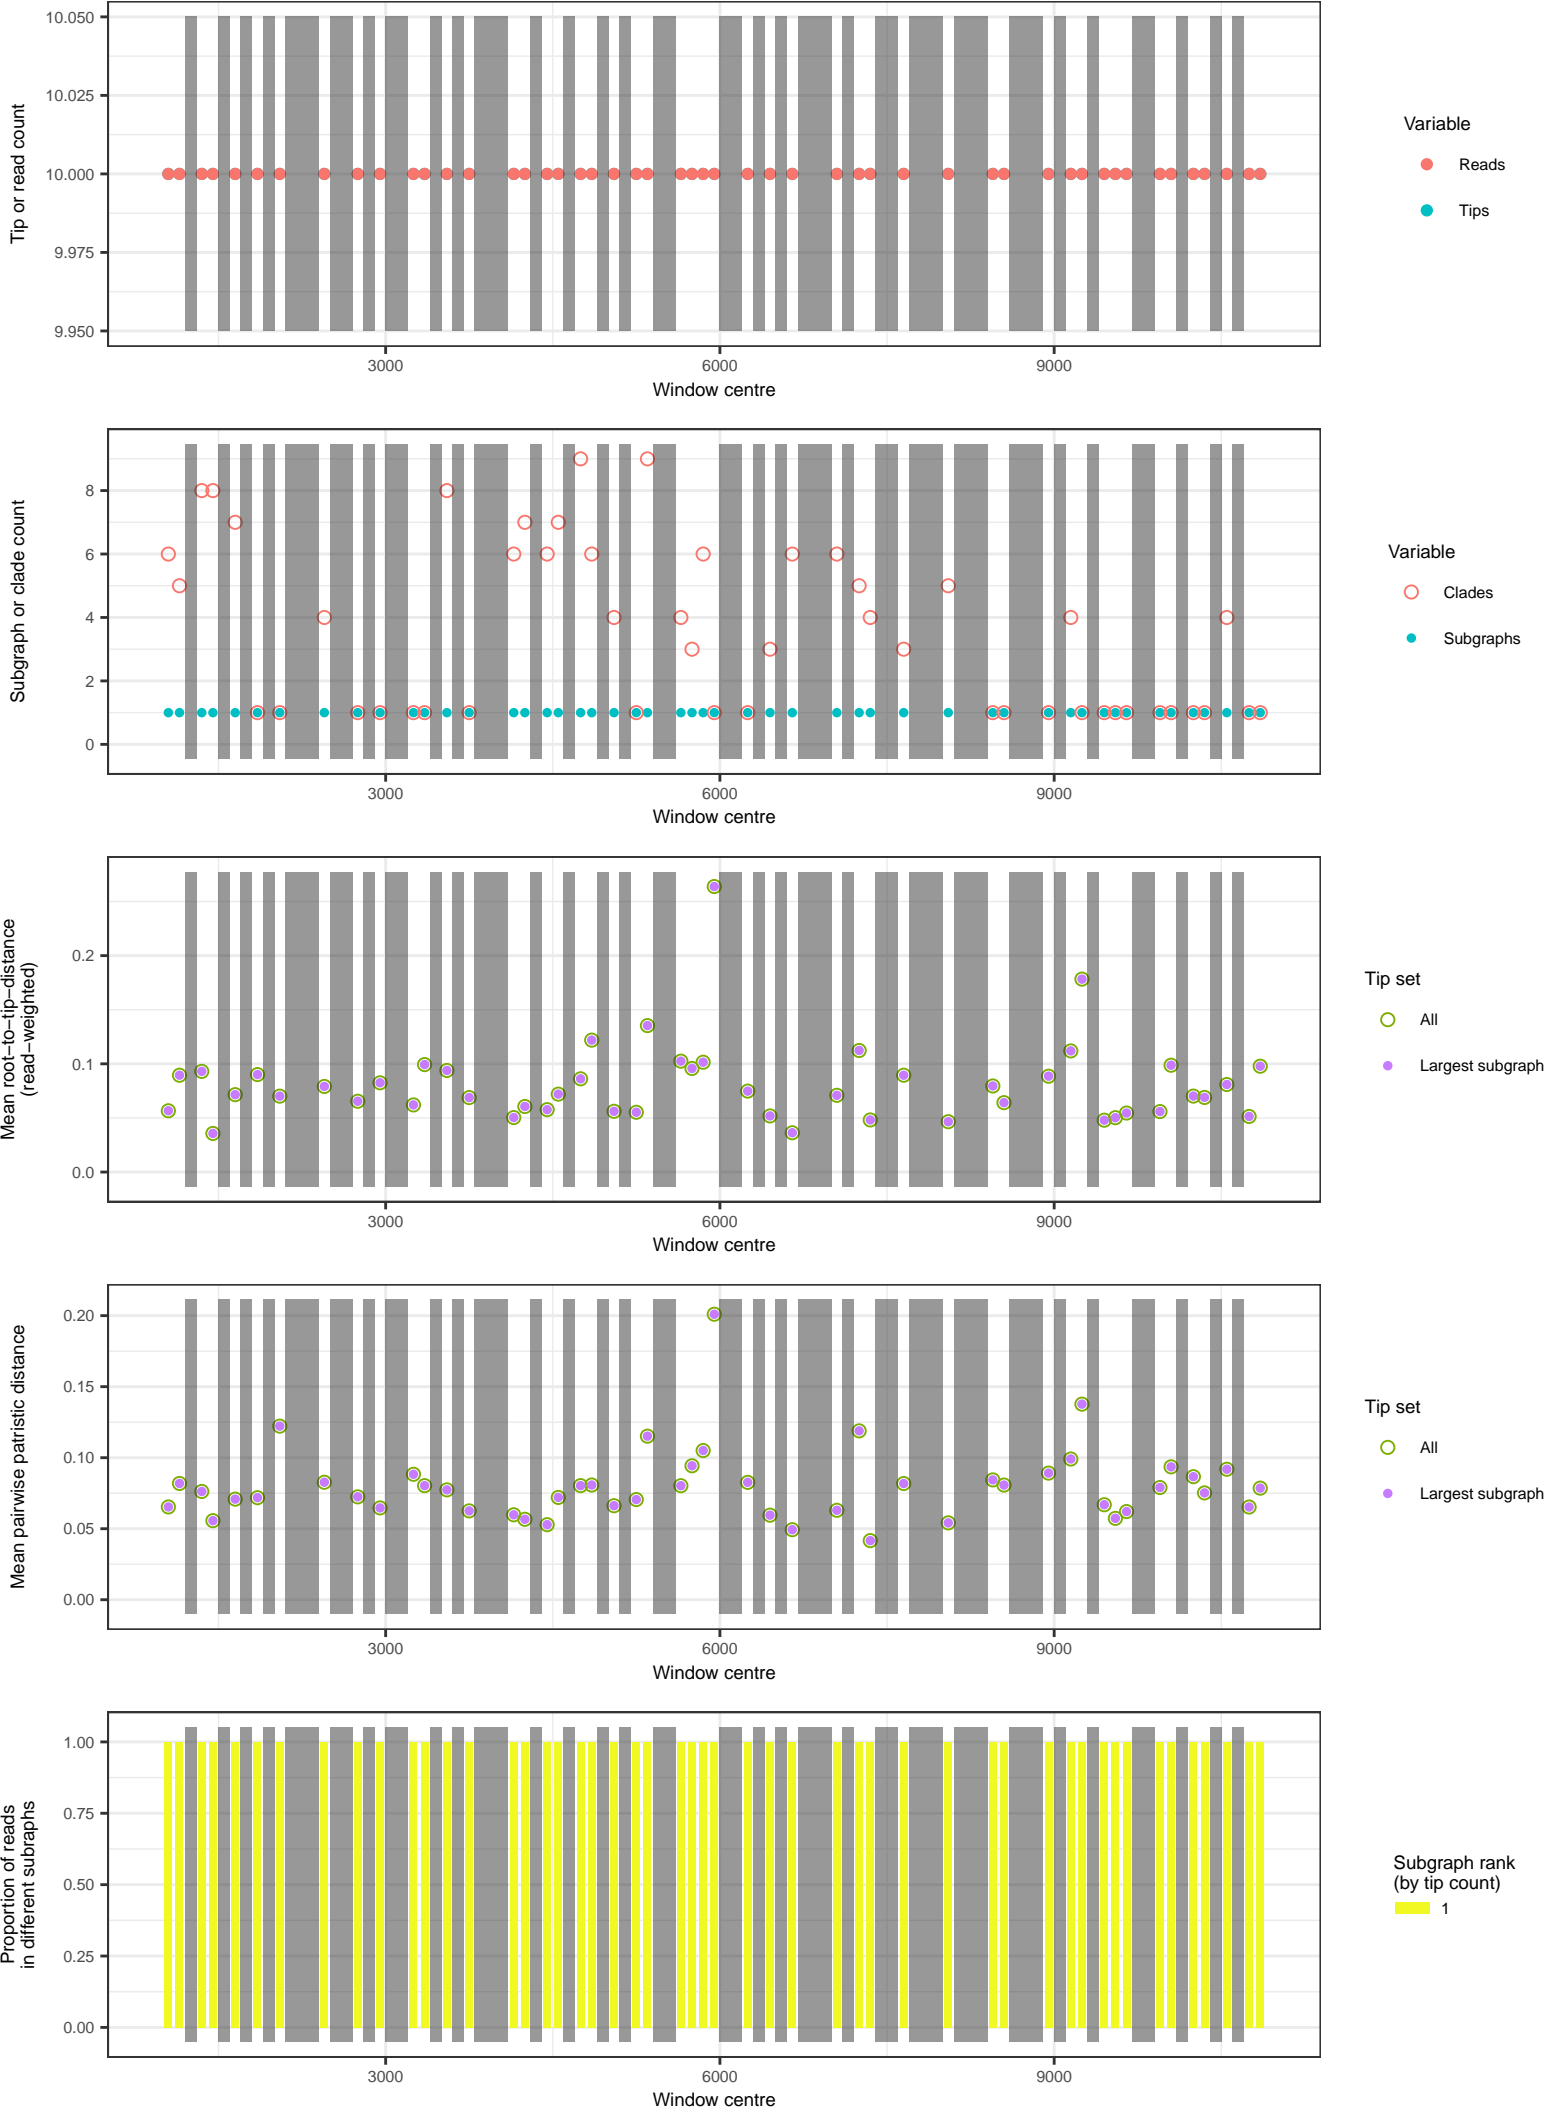 10.050
10.025
10.000
9.975
9.950
Tip or read count
3000
6000
9000
Window centre
Variable
Reads
Tips
8
6
4
2
0
Subgraph or clade count
3000
6000
9000
Window centre
Variable
Clades
Subgraphs
0.2
0.1
0.0
Mean root−to−tip−distance
(read−weighted)
3000
6000
9000
Window centre
Tip set
All
Largest subgraph
0.20
0.15
0.10
0.05
0.00
Mean pairwise patristic distance
3000
6000
9000
Window centre
Tip set
All
Largest subgraph
1.00
0.75
0.50
0.25
0.00
Proportion of reads
in different subraphs
3000
6000
9000
Window centre
Subgraph rank
(by tip count)
1